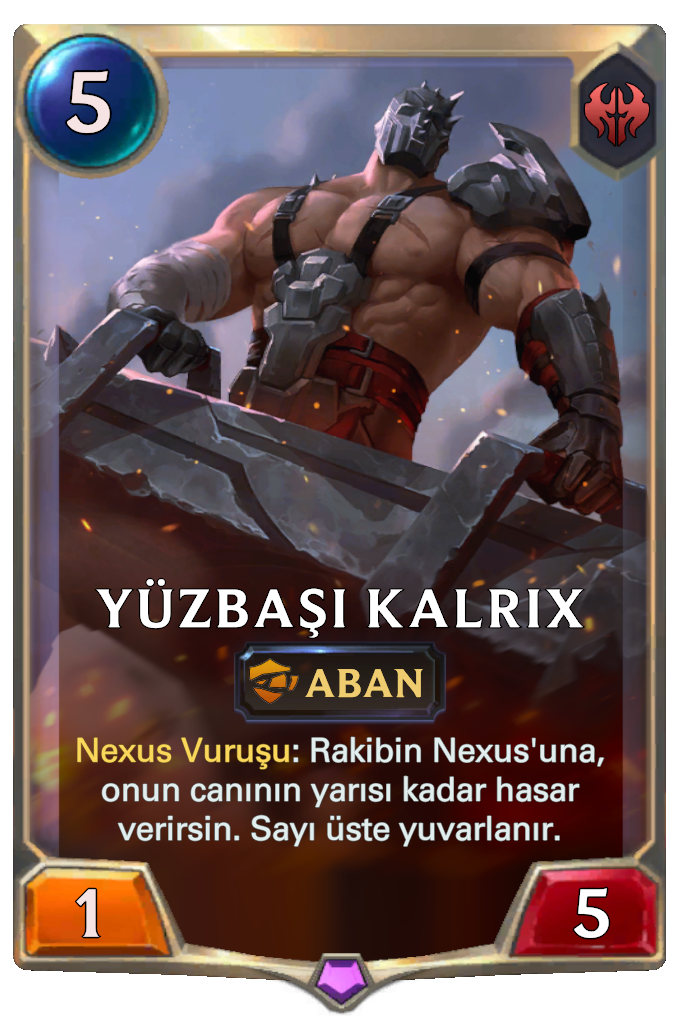 5
YÜZBAŞI KALRIX
ABAN
Nexus Vuruşu: Rakibin Nexus'una,
onun canının yarısı kadar hasar
verirsin. Sayı üste yuvarlanır.
1
5